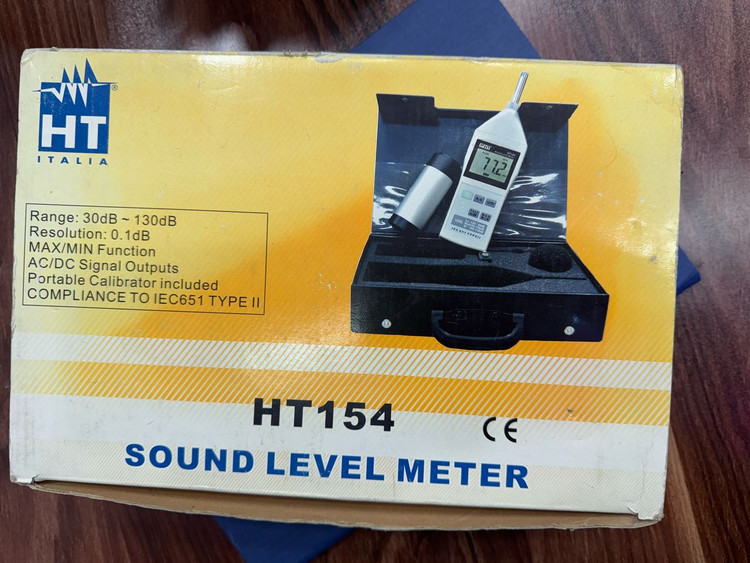 HT
®
ITALIA
Range: 30dB ~ 130dB
Resolution: 0.1dB
MAX/MIN Function
AC/DC Signal Outputs
Portable Calibrator included
COMPLIANCE TO IEC651 TYPE II
77.2
HT154
CE
SOUND LEVEL METER